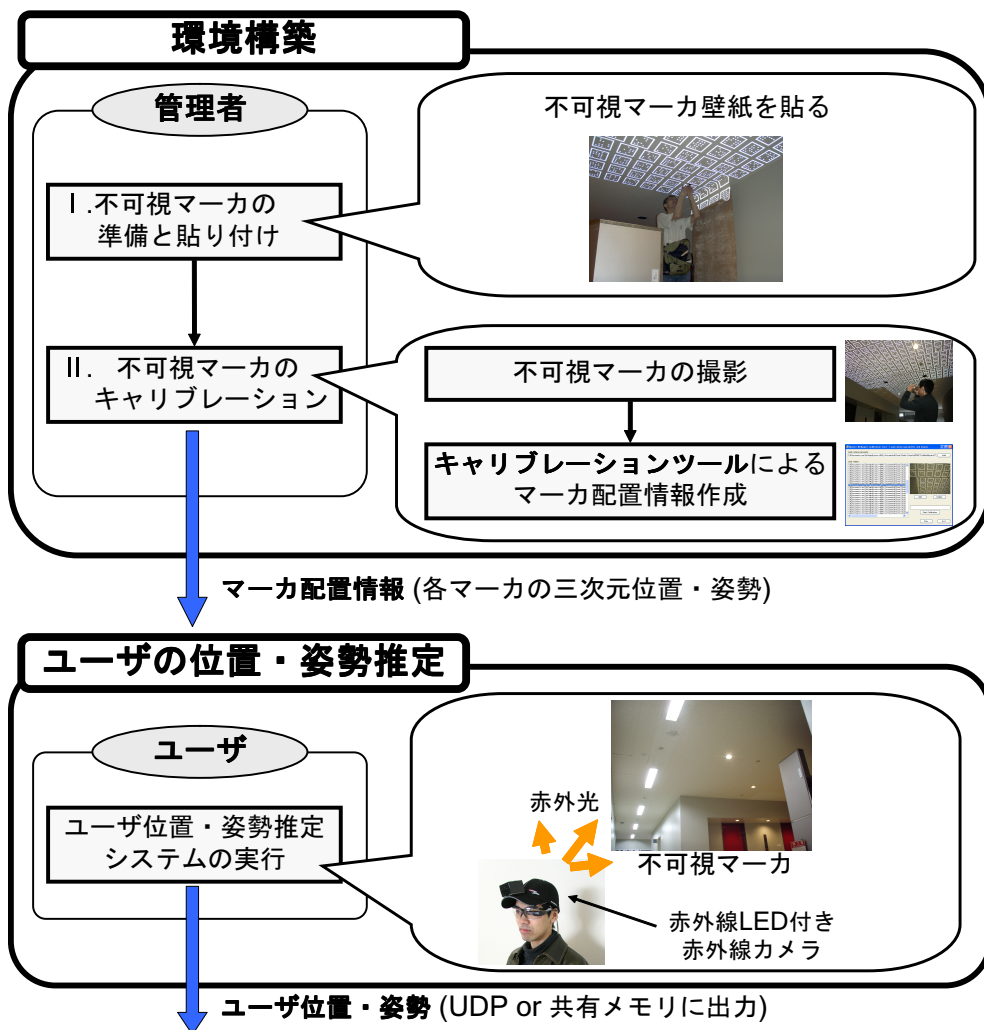 環境構築
管理者
不可視マーカ壁紙を貼る
Ⅰ.不可視マーカの
準備と貼り付け
Ⅱ. 不可視マーカの
キャリブレーション
不可視マーカの撮影
キャリブレーションツールによる
マーカ配置情報作成
マーカ配置情報 (各マーカの三次元位置・姿勢)
ユーザの位置・姿勢推定
ユーザ
ユーザ位置・姿勢推定
システムの実行
赤外光
不可視マーカ
赤外線LED付き
赤外線カメラ
ユーザ位置・姿勢 (UDP or 共有メモリに出力)